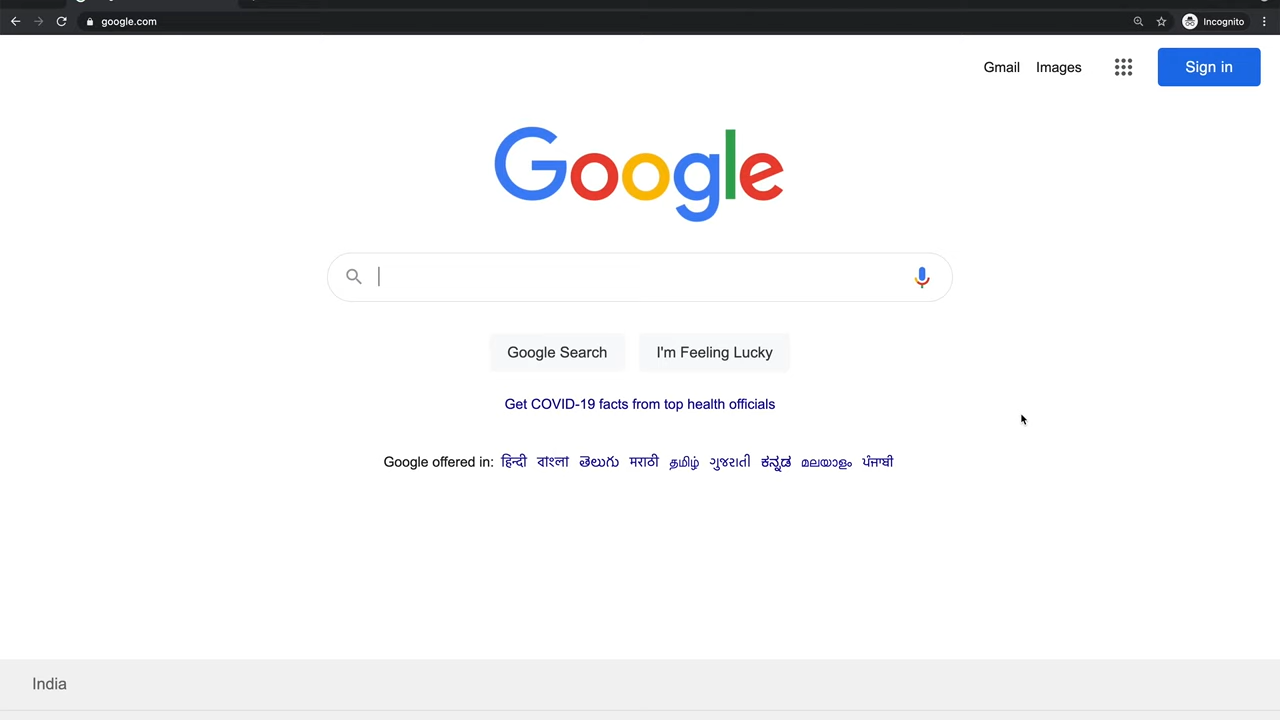 google.com
Incognito
Gmail Images
Sign in
Google
Google Search I'm Feeling Lucky
Get COVID-19 facts from top health officials
Google offered in: हिन्दी বাংলা తెలుగు मराठी தமிழ் ગુજરાતી ಕನ್ನಡ മലയാളം ਪੰਜਾਬੀ
India